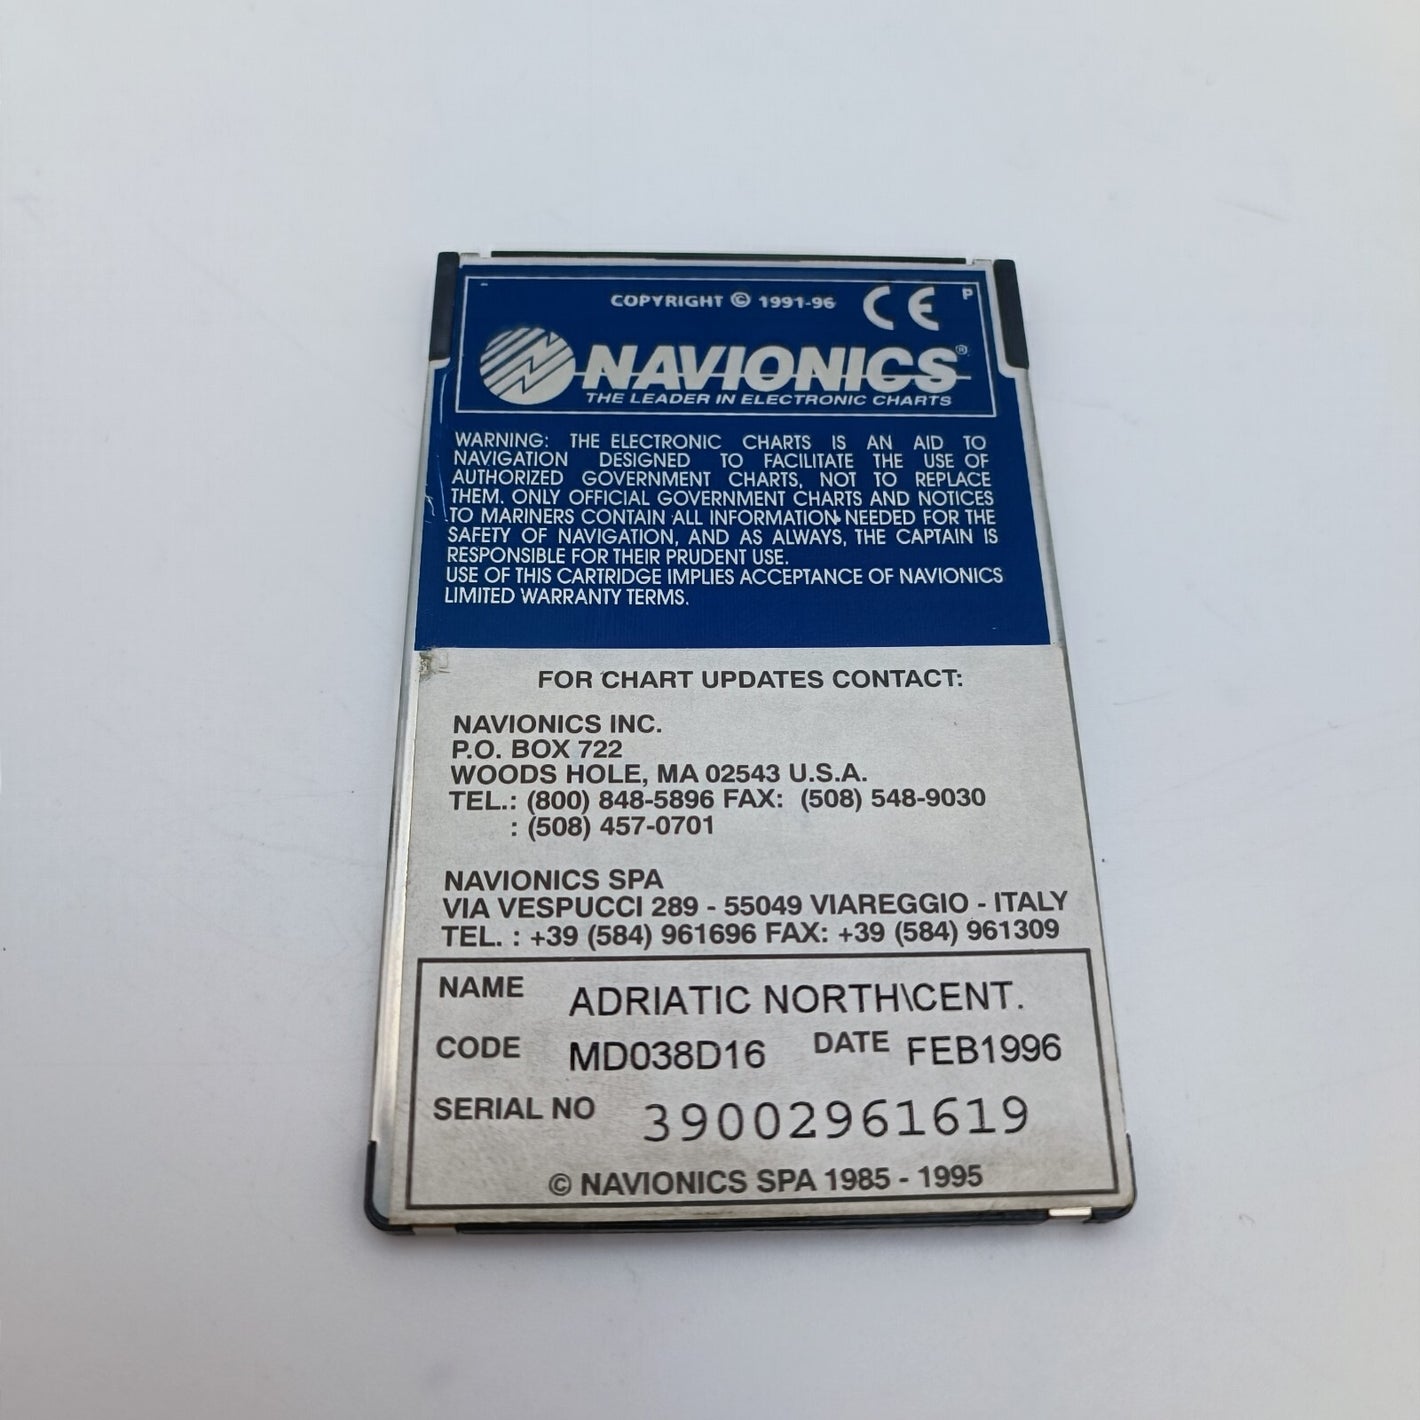 COPYRIGHT © 1991-96 CE P
NAVIONICS®
THE LEADER IN ELECTRONIC CHARTS
WARNING: THE ELECTRONIC CHARTS IS AN AID TO
NAVIGATION DESIGNED TO FACILITATE THE USE OF
AUTHORIZED GOVERNMENT CHARTS, NOT TO REPLACE
THEM. ONLY OFFICIAL GOVERNMENT CHARTS AND NOTICES
TO MARINERS CONTAIN ALL INFORMATION NEEDED FOR THE
SAFETY OF NAVIGATION, AND AS ALWAYS, THE CAPTAIN IS
RESPONSIBLE FOR THEIR PRUDENT USE.
USE OF THIS CARTRIDGE IMPLIES ACCEPTANCE OF NAVIONICS
LIMITED WARRANTY TERMS.
FOR CHART UPDATES CONTACT:
NAVIONICS INC.
P.O. BOX 722
WOODS HOLE, MA 02543 U.S.A.
TEL.: (800) 848-5896 FAX: (508) 548-9030
: (508) 457-0701
NAVIONICS SPA
VIA VESPUCCI 289 - 55049 VIAREGGIO - ITALY
TEL. : +39 (584) 961696 FAX: +39 (584) 961309
NAME ADRIATIC NORTH\CENT.
CODE MD038D16 DATE FEB1996
SERIAL NO 39002961619
© NAVIONICS SPA 1985 - 1995